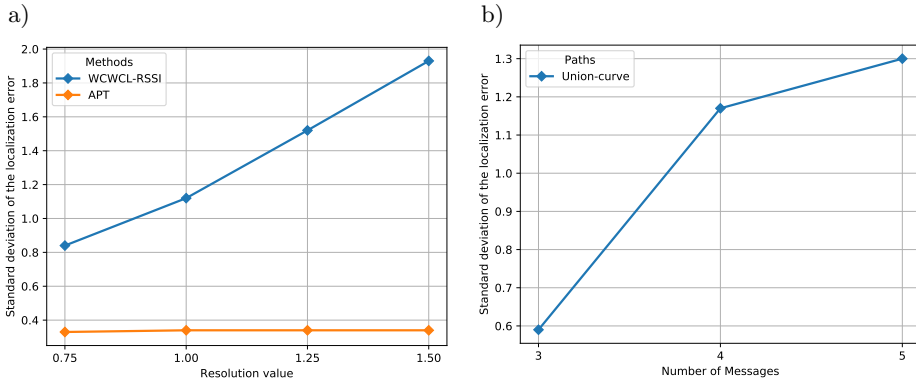 a)
Standard deviation of the localization error
2.0
1.8
1.6
1.4
1.2
1.0
0.8
0.6
0.4
Methods
WCWCL-RSSI
APT
0.75
1.00
1.25
1.50
Resolution value
b)
Standard deviation of the localization error
1.3
1.2
1.1
1.0
0.9
0.8
0.7
0.6
Paths
Union-curve
3
4
5
Number of Messages